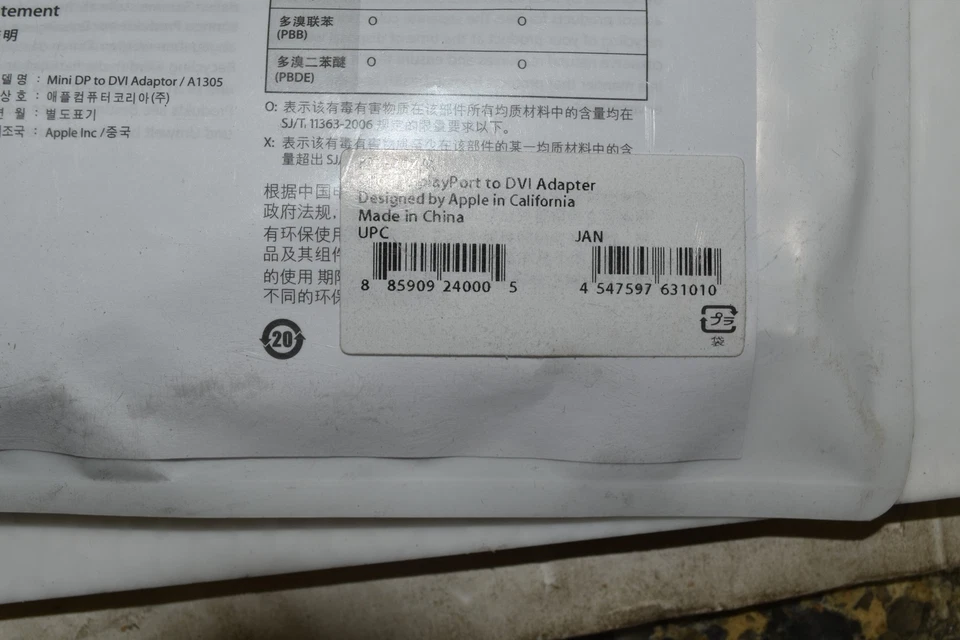 tement
明
多溴联苯 O O
(PBB)
多溴二苯醚 O O
(PBDE)
델 명 : Mini DP to DVI Adaptor / A1305
상 호 : 애플컴퓨터코리아(주)
월 : 별도표기
조국 : Apple Inc /중국
O: 表示该有毒有害物质在该部件所有均质材料中的含量均在
SJ/T 11363-2006 规定的限量要求以下。
X: 表示该有毒有害物质至少在该部件的某一均质材料中的含
量超出 SJ/
根据中国
政府法规，
有环保使用
品及其组件
的使用期限
不同的环保
20
layPort to DVI Adapter
Designed by Apple in California
Made in China
UPC JAN
8 85909 24000 5 4 547597 631010
プラ
袋